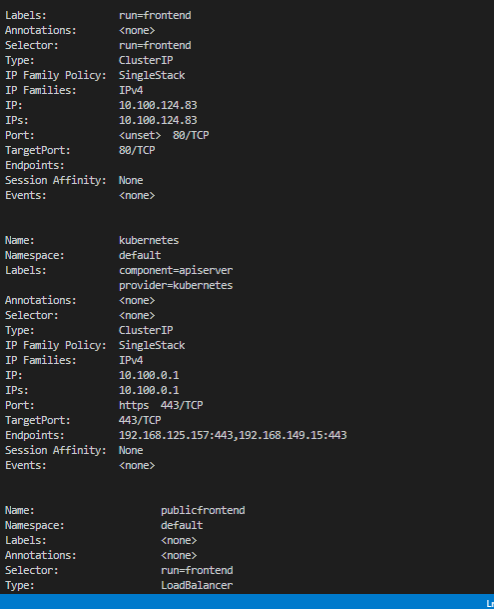 Labels: run=frontend
Annotations: <none>
Selector: run=frontend
Type: ClusterIP
IP Family Policy: SingleStack
IP Families: IPv4
IP: 10.100.124.83
IPs: 10.100.124.83
Port: <unset> 80/TCP
TargetPort: 80/TCP
Endpoints:
Session Affinity: None
Events: <none>
Name: kubernetes
Namespace: default
Labels: component=apiserver
provider=kubernetes
Annotations: <none>
Selector: <none>
Type: ClusterIP
IP Family Policy: SingleStack
IP Families: IPv4
IP: 10.100.0.1
IPs: 10.100.0.1
Port: https 443/TCP
TargetPort: 443/TCP
Endpoints: 192.168.125.157:443,192.168.149.15:443
Session Affinity: None
Events: <none>
Name: publicfrontend
Namespace: default
Labels: <none>
Annotations: <none>
Selector: run=frontend
Type: LoadBalancer